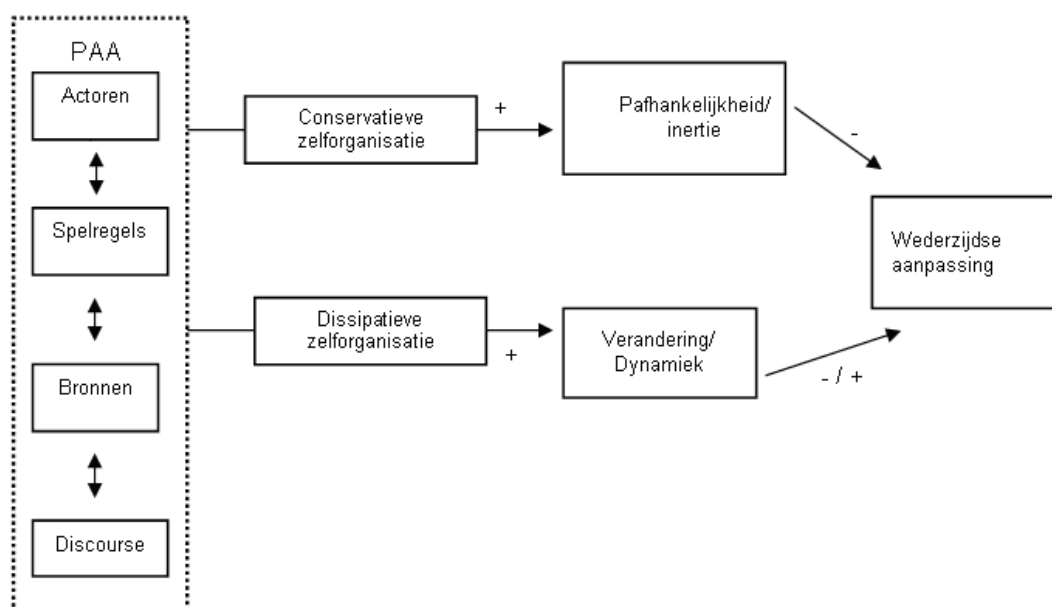 PAA
Actoren
Spelregels
Bronnen
Discourse
Conservatieve
zelforganisatie
+
Pafhankelijkheid/
inertie
-
Dissipatieve
zelforganisatie
+
Verandering/
Dynamiek
- / +
Wederzijdse
aanpassing